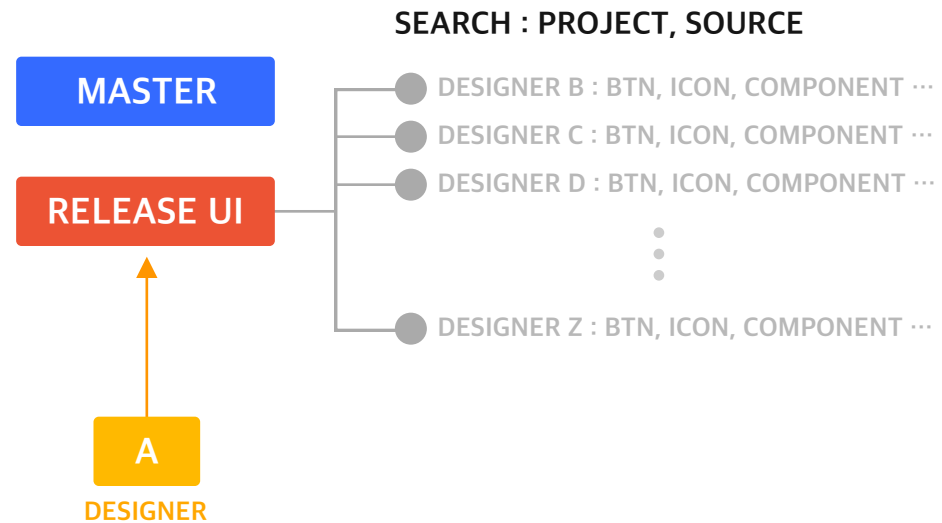 SEARCH : PROJECT, SOURCE
MASTER
DESIGNER B : BTN, ICON, COMPONENT ···
DESIGNER C : BTN, ICON, COMPONENT ···
DESIGNER D : BTN, ICON, COMPONENT ···
RELEASE UI
DESIGNER Z : BTN, ICON, COMPONENT ···
A
DESIGNER